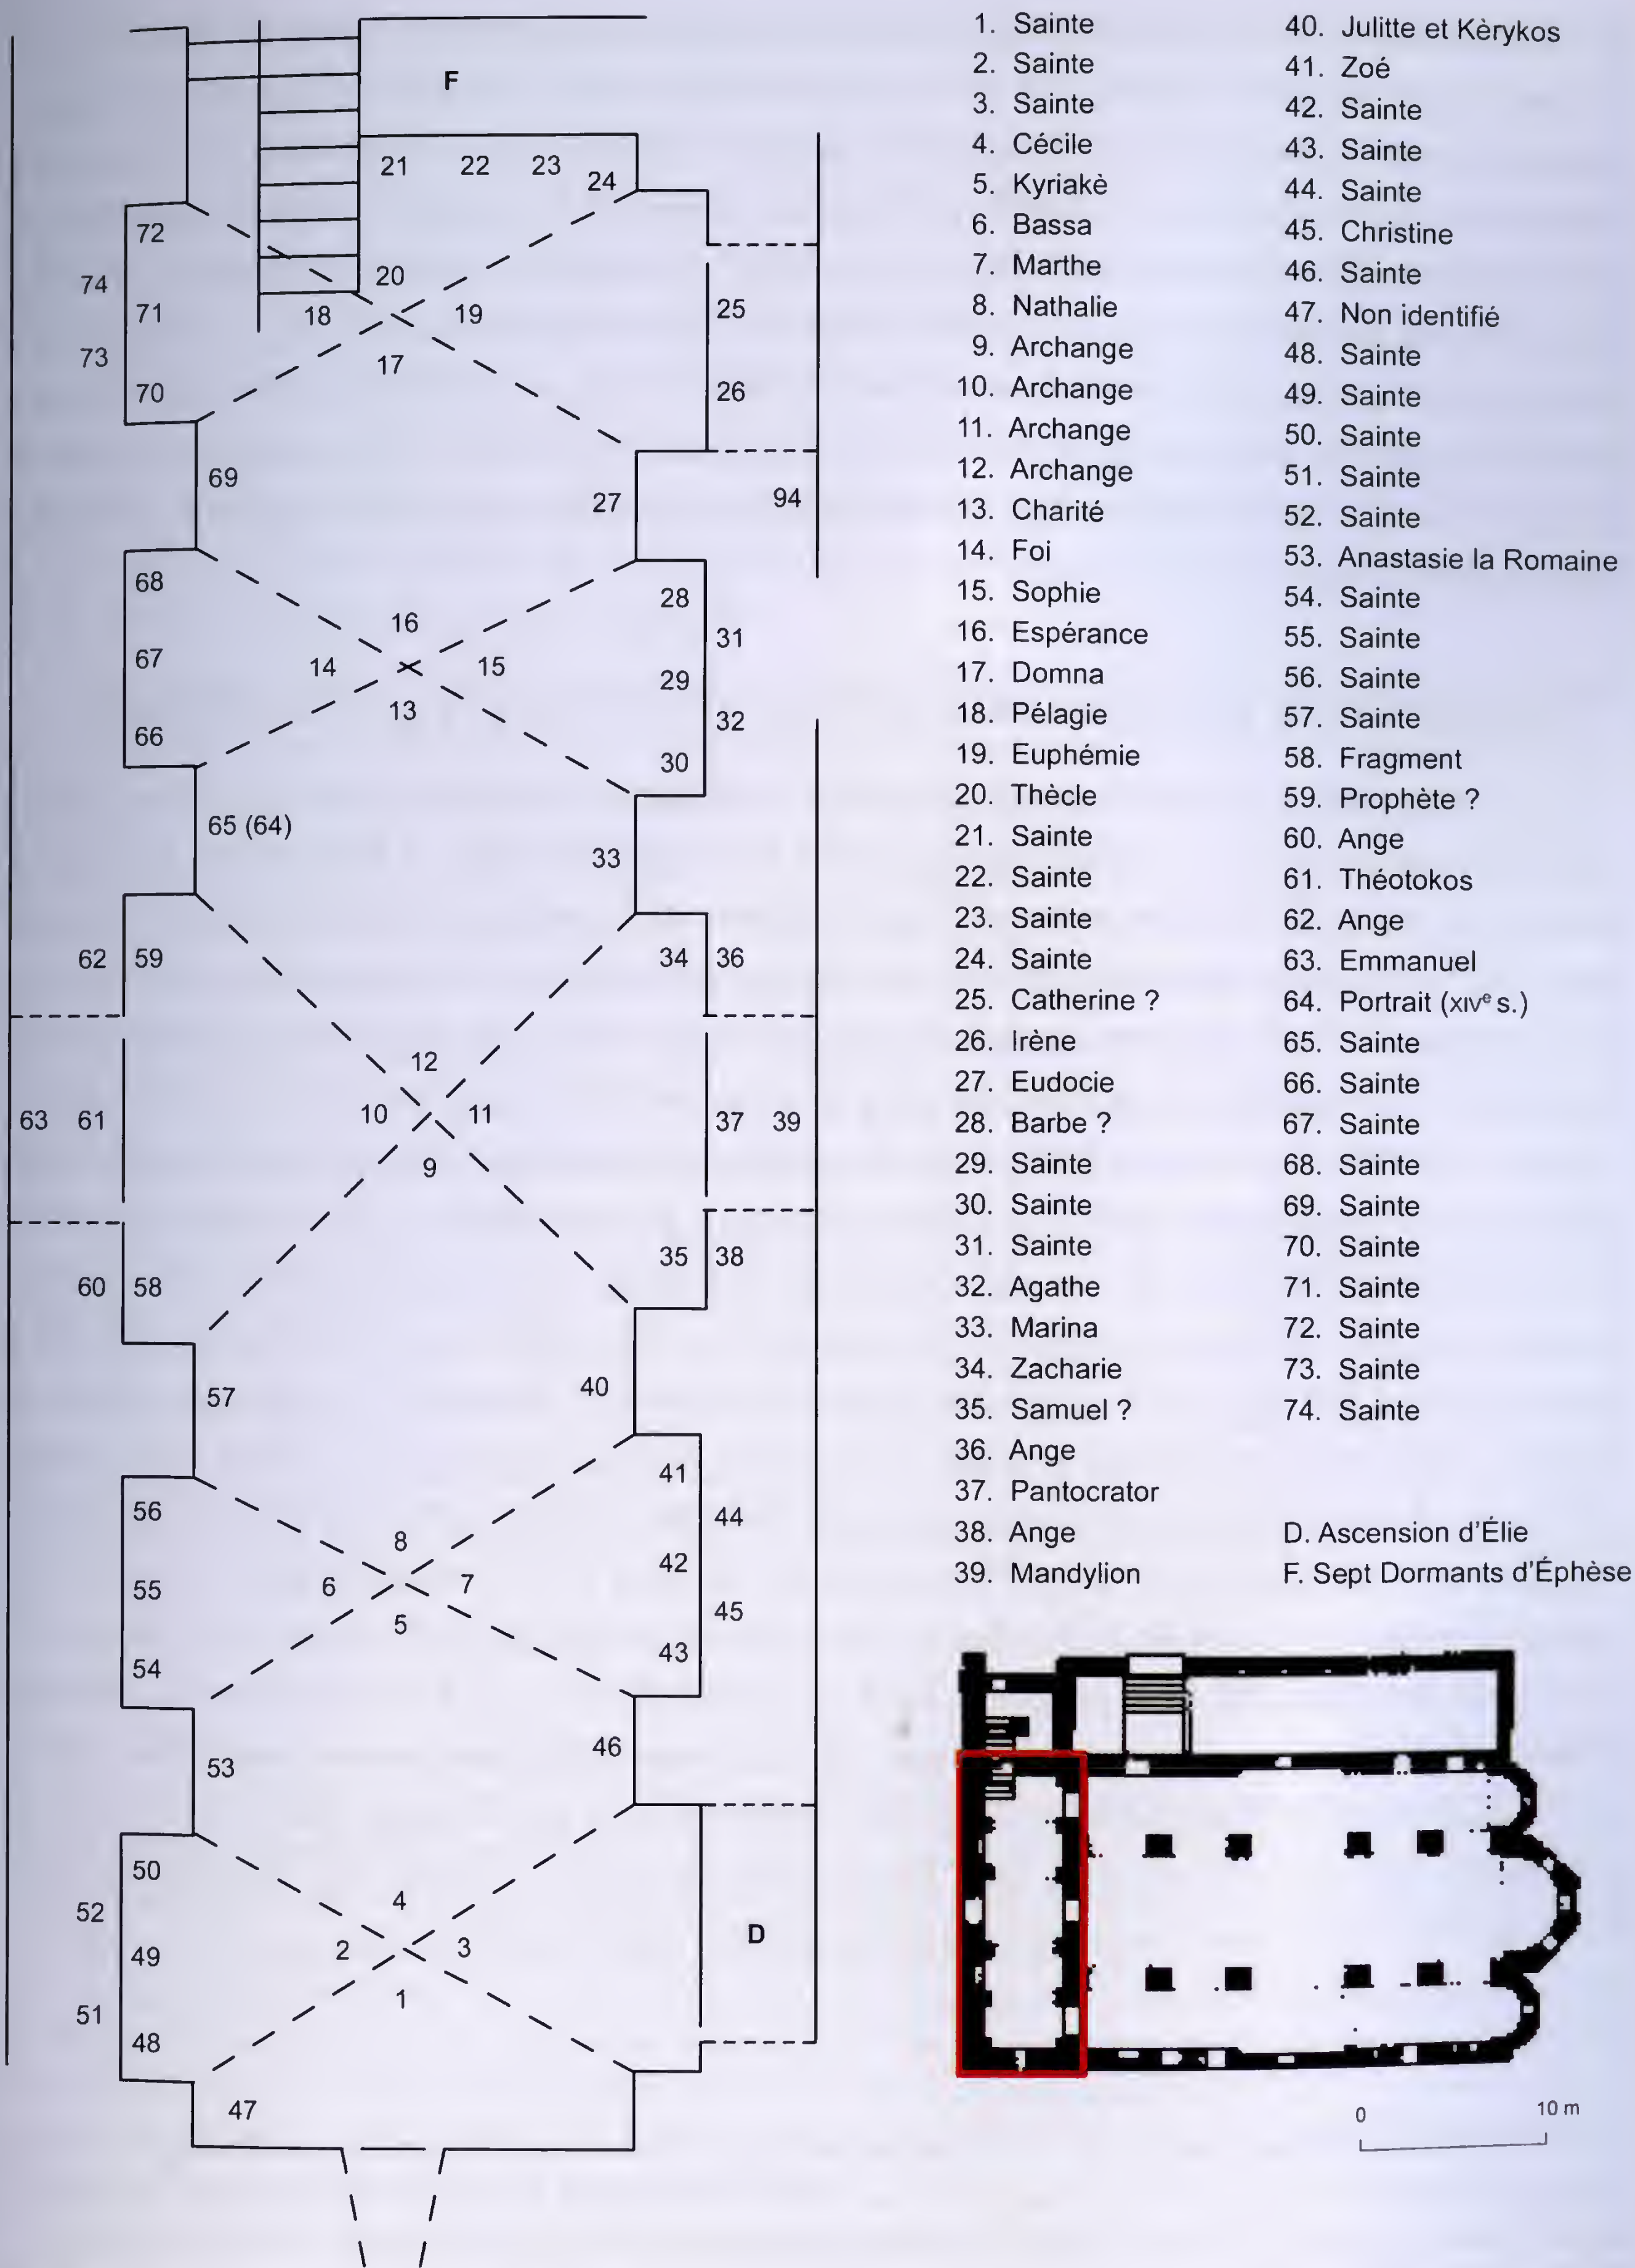 F
21 22 23
24
72
20
74
18 19
71
25
73
17
70
26
69
27
94
68
28
16
31
67
14
15
29
13
32
66
30
65 (64)
33
62 59
34 36
12
63 61
10
11
37 39
9
35 38
60 58
40
57
41
56
44
8
42
55
6
7
45
5
43
54
46
53
50
4
52
D
49
2
3
1
51
48
47
1. Sainte
2. Sainte
3. Sainte
4. Cécile
5. Kyriakè
6. Bassa
7. Marthe
8. Nathalie
9. Archange
10. Archange
11. Archange
12. Archange
13. Charité
14. Foi
15. Sophie
16. Espérance
17. Domna
18. Pélagie
19. Euphémie
20. Thècle
21. Sainte
22. Sainte
23. Sainte
24. Sainte
25. Catherine ?
26. Irène
27. Eudocie
28. Barbe ?
29. Sainte
30. Sainte
31. Sainte
32. Agathe
33. Marina
34. Zacharie
35. Samuel ?
36. Ange
37. Pantocrator
38. Ange
39. Mandylion
40. Julitte et Kèrykos
41. Zoé
42. Sainte
43. Sainte
44. Sainte
45. Christine
46. Sainte
47. Non identifié
48. Sainte
49. Sainte
50. Sainte
51. Sainte
52. Sainte
53. Anastasie la Romaine
54. Sainte
55. Sainte
56. Sainte
57. Sainte
58. Fragment
59. Prophète ?
60. Ange
61. Théotokos
62. Ange
63. Emmanuel
64. Portrait (XIVe s.)
65. Sainte
66. Sainte
67. Sainte
68. Sainte
69. Sainte
70. Sainte
71. Sainte
72. Sainte
73. Sainte
74. Sainte
D. Ascension d'Élie
F. Sept Dormants d'Éphèse
0 10 m